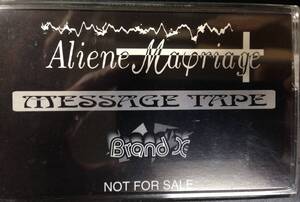 Aliene Maφriage
MESSAGE TAPE
Brand X
NOT FOR SALE